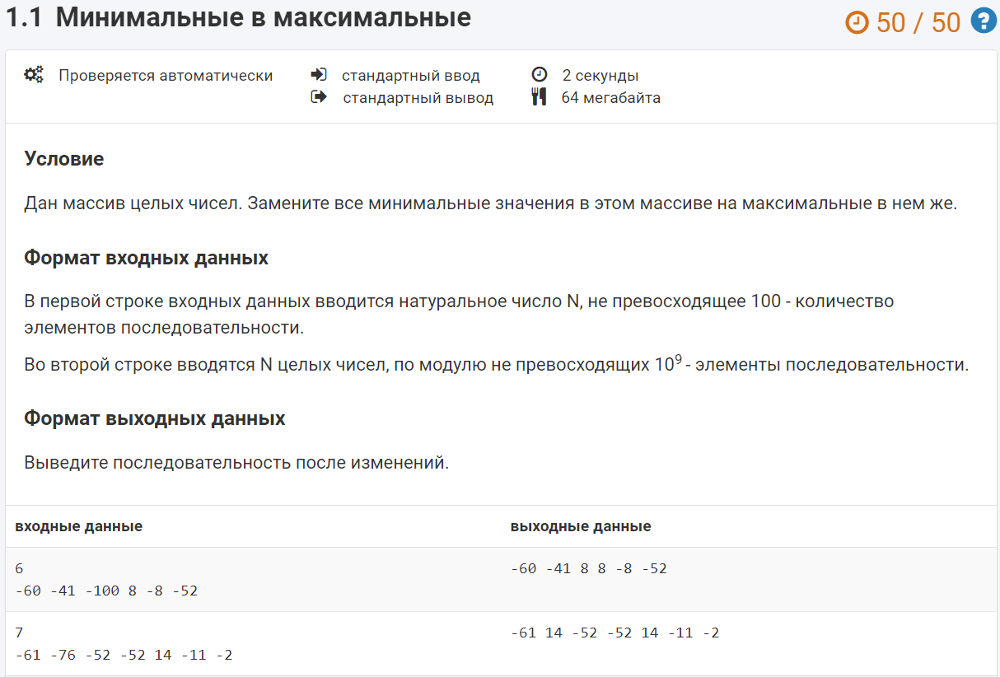 1.1 Минимальные в максимальные
50 / 50 ?
Проверяется автоматически
стандартный ввод
2 секунды
стандартный вывод
64 мегабайта
Условие
Дан массив целых чисел. Замените все минимальные значения в этом массиве на максимальные в нем же.
Формат входных данных
В первой строке входных данных вводится натуральное число N, не превосходящее 100 - количество
элементов последовательности.
Во второй строке вводятся N целых чисел, по модулю не превосходящих 10⁹ - элементы последовательности.
Формат выходных данных
Выведите последовательность после изменений.
входные данные
выходные данные
6
-60 -41 -100 8 -8 -52
-60 -41 8 8 -8 -52
7
-61 -76 -52 -52 14 -11 -2
-61 14 -52 -52 14 -11 -2